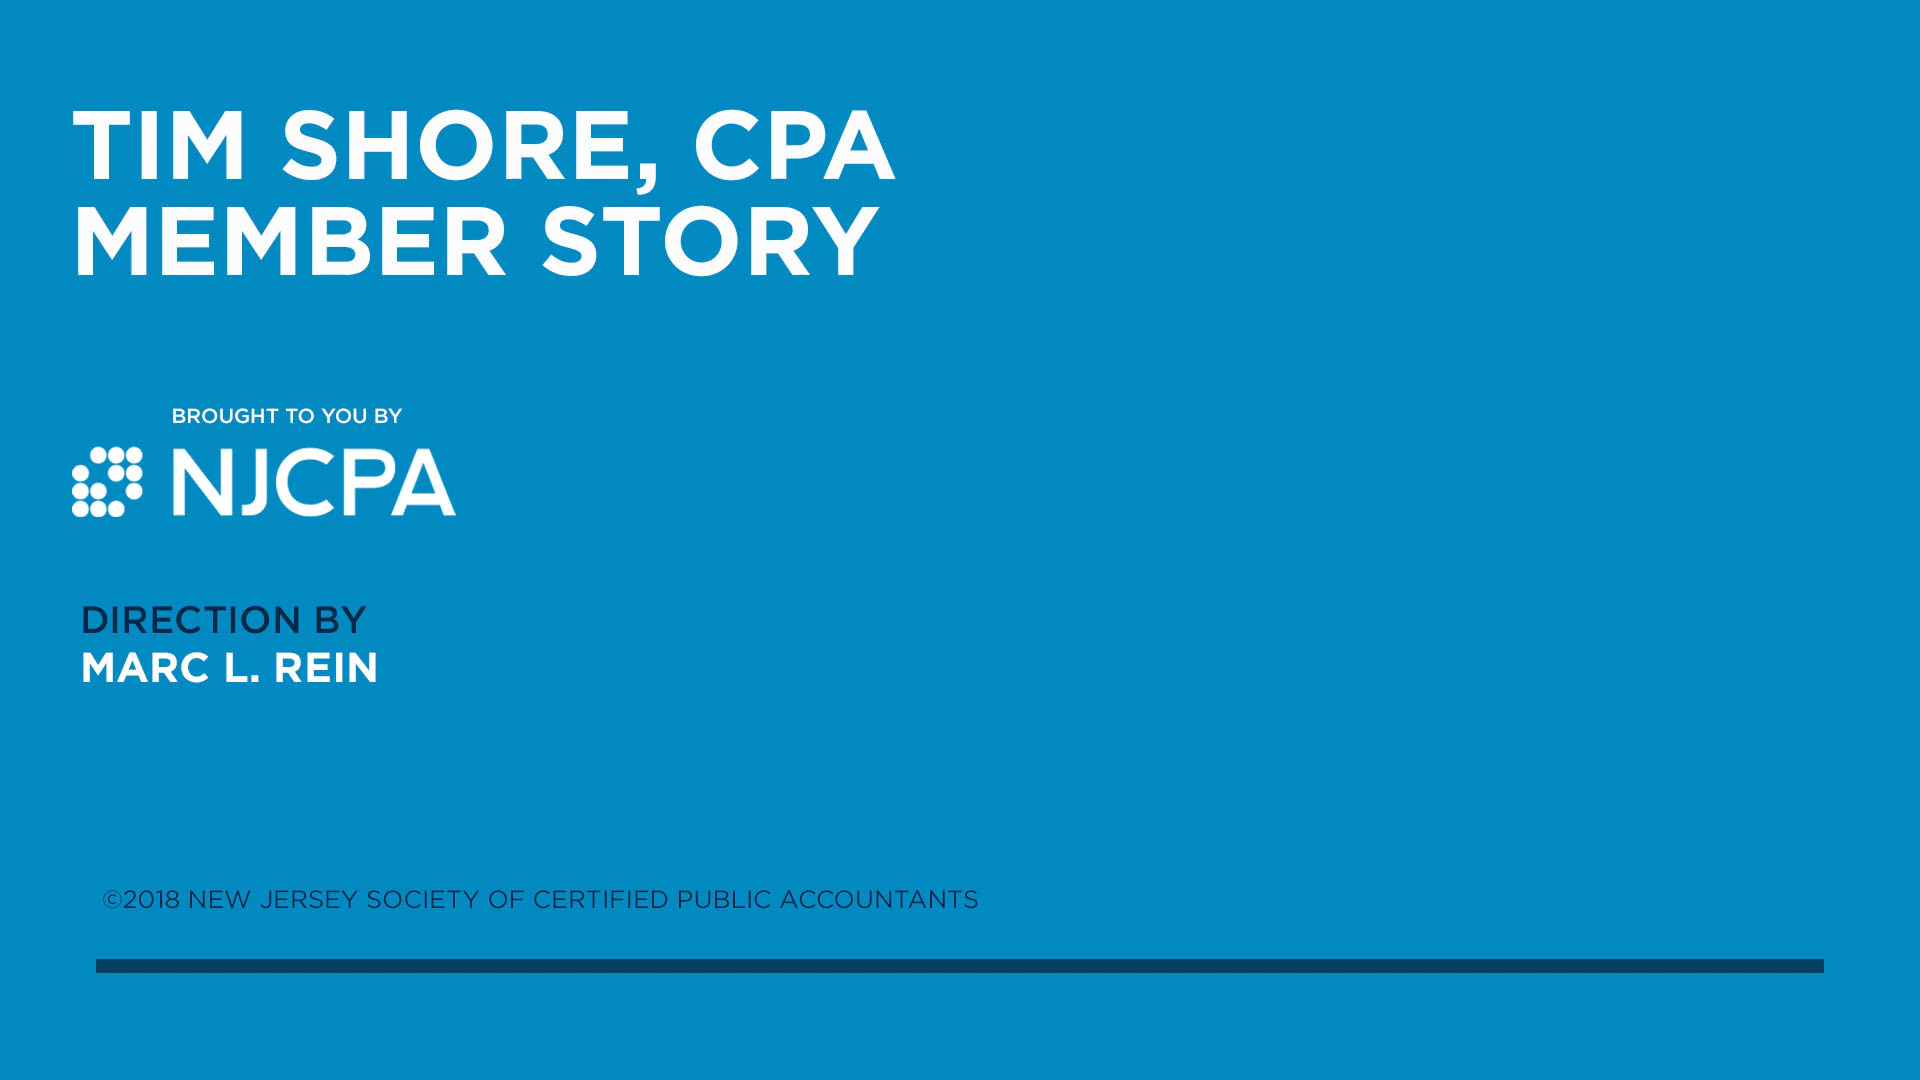 TIM SHORE, CPA
MEMBER STORY
BROUGHT TO YOU BY
NJCPA
DIRECTION BY
MARC L. REIN
©2018 NEW JERSEY SOCIETY OF CERTIFIED PUBLIC ACCOUNTANTS